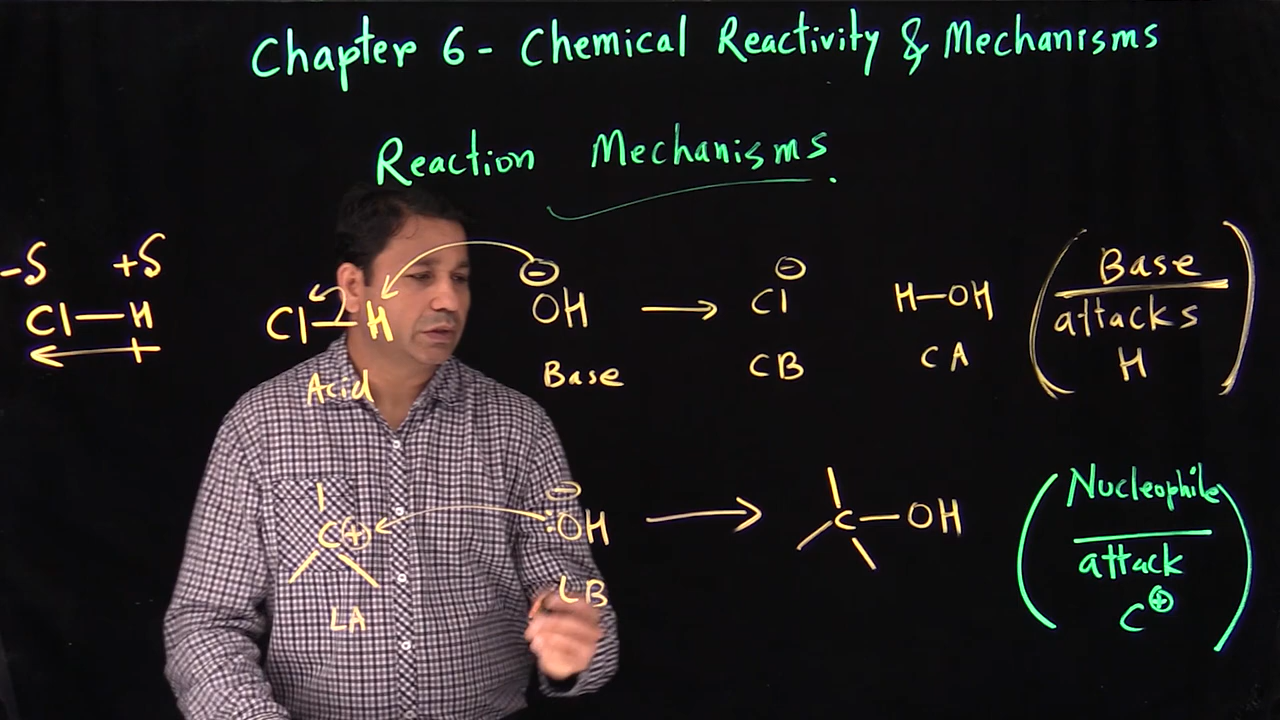 Chapter 6 - Chemical Reactivity & Mechanisms
Reaction Mechanisms
-δ +δ
Cl—H
Cl—H ⊖OH → Cl⊖ H—OH
Acid Base CB CA
Base
attacks
H
C⊕ ⊖:OH → C—OH
LA LB
Nucleophile
attack
C⊕